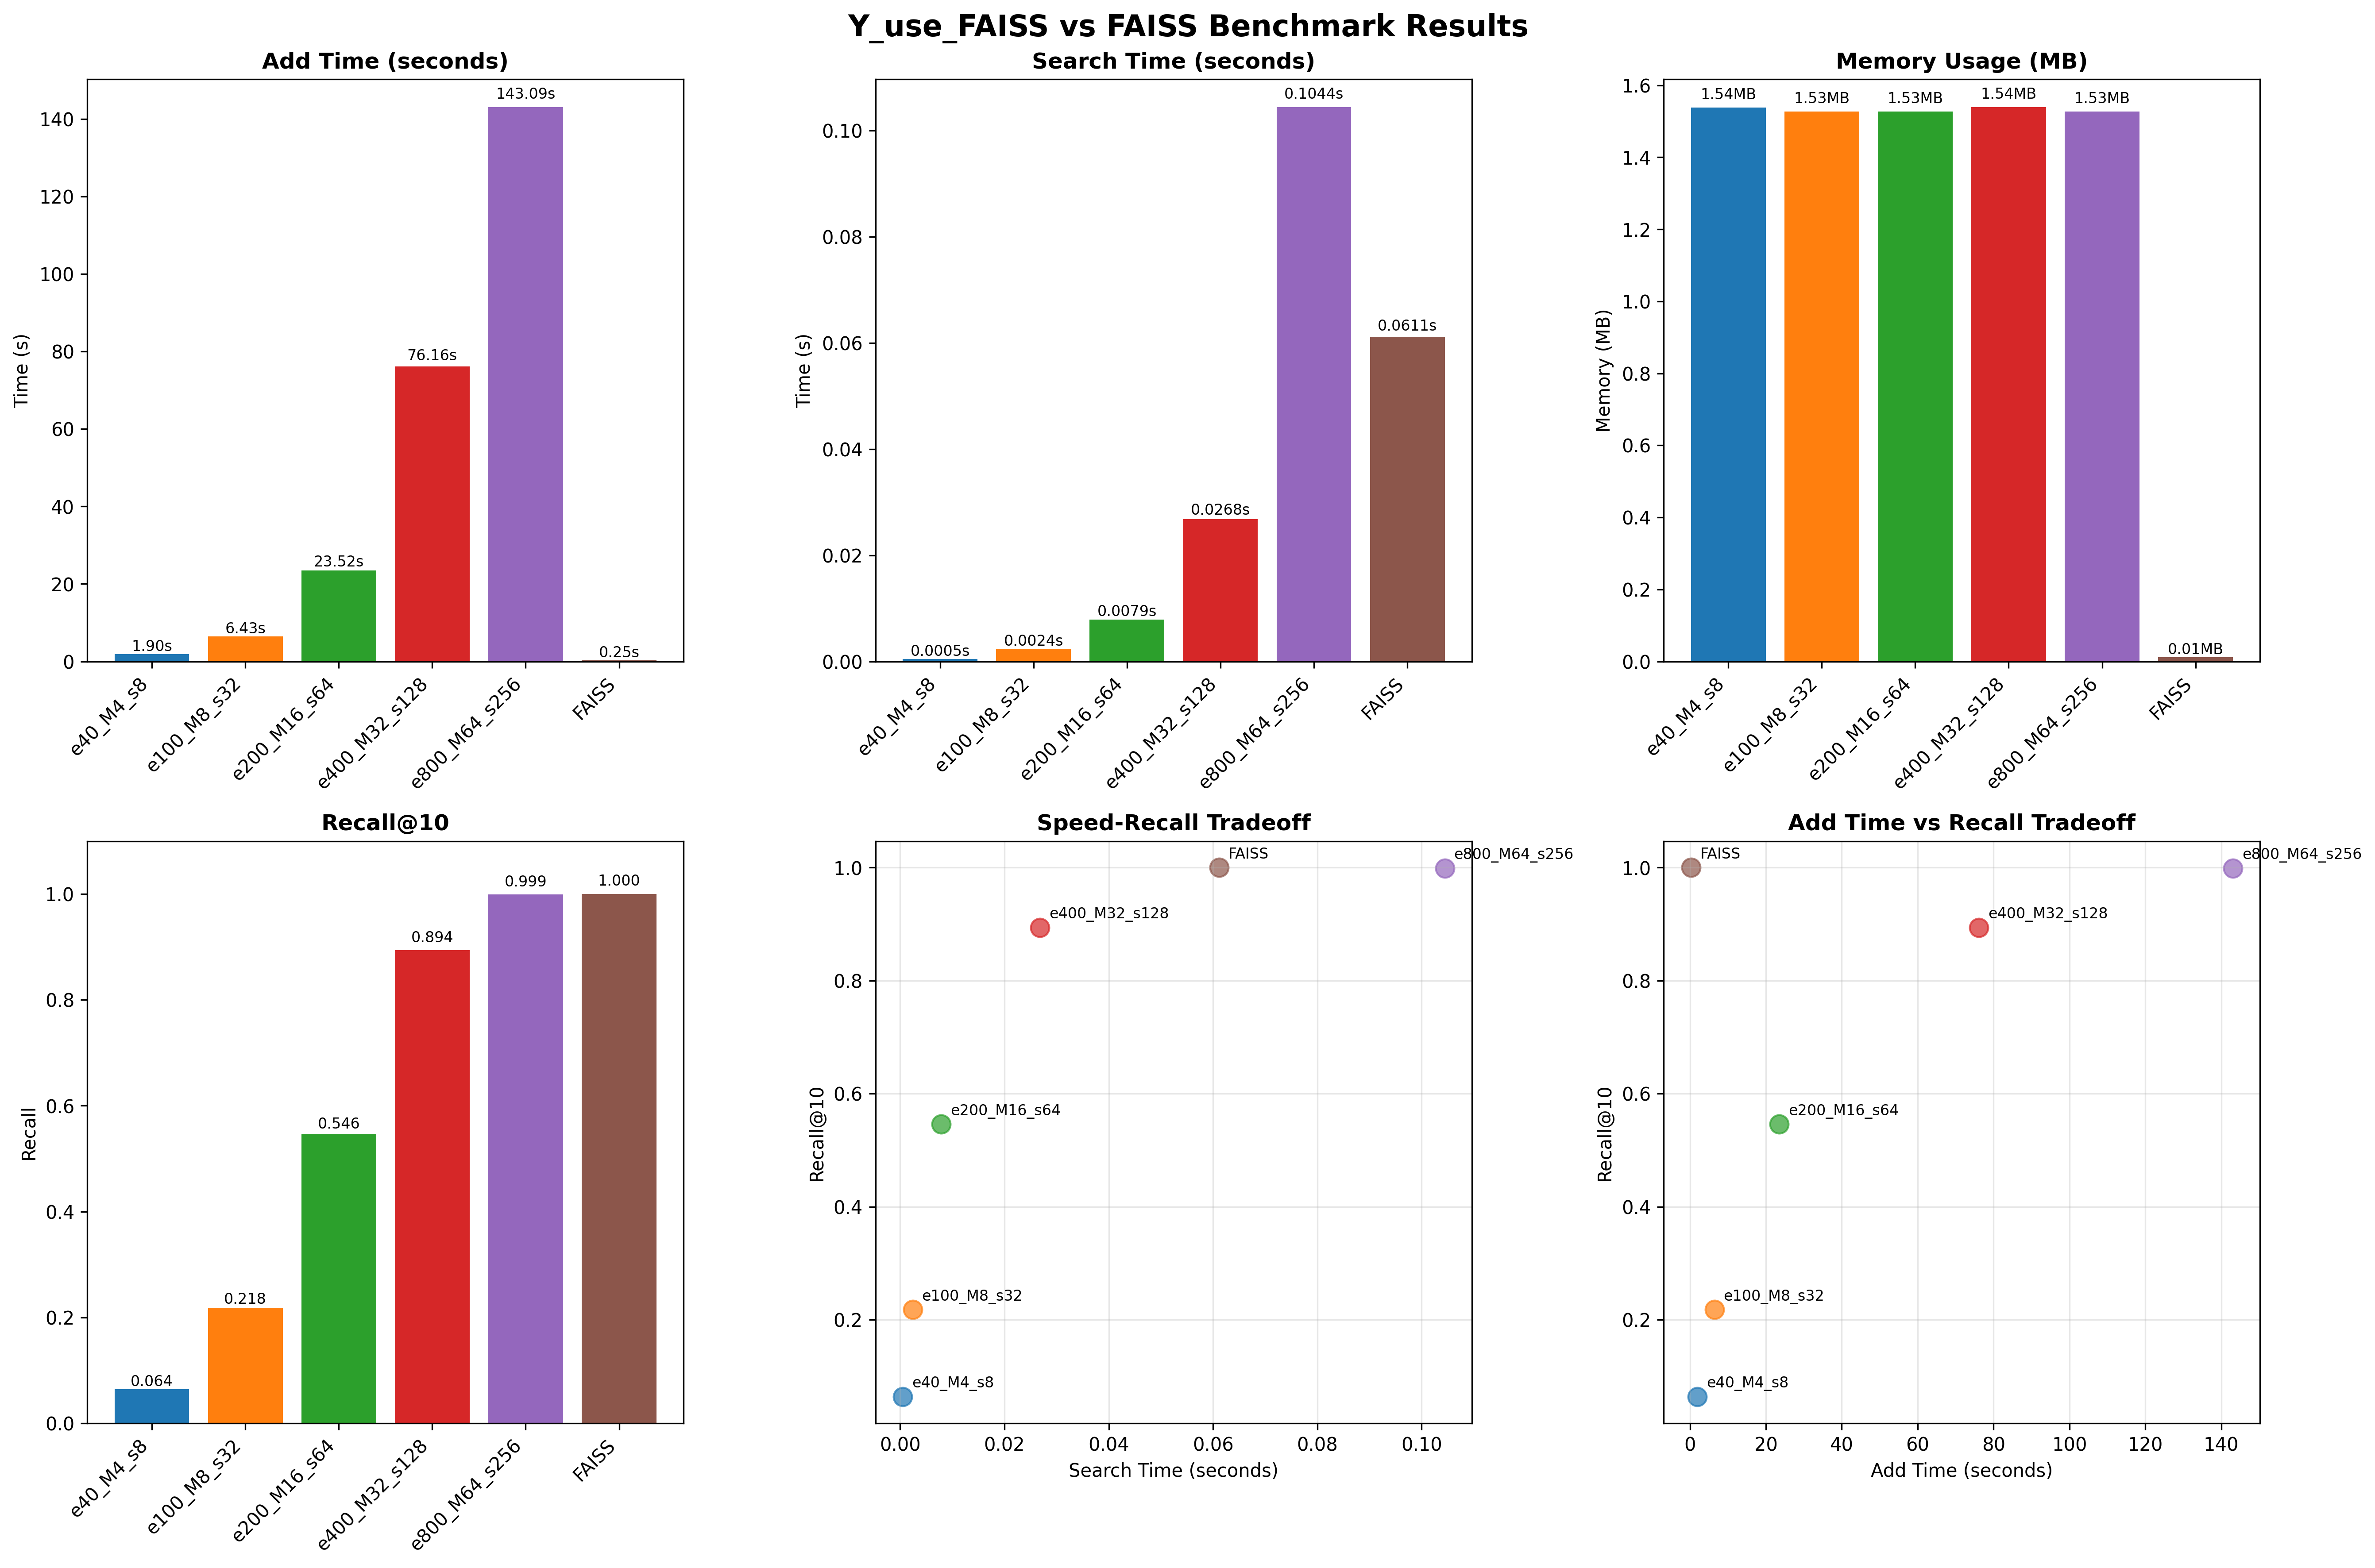 Y_use_FAISS vs FAISS Benchmark Results
Add Time (seconds)
Time (s)
0
20
40
60
80
100
120
140
1.90s
6.43s
23.52s
76.16s
143.09s
0.25s
e40_M4_s8
e100_M8_s32
e200_M16_s64
e400_M32_s128
e800_M64_s256
FAISS
Search Time (seconds)
Time (s)
0.00
0.02
0.04
0.06
0.08
0.10
0.0005s
0.0024s
0.0079s
0.0268s
0.1044s
0.0611s
e40_M4_s8
e100_M8_s32
e200_M16_s64
e400_M32_s128
e800_M64_s256
FAISS
Memory Usage (MB)
Memory (MB)
0.0
0.2
0.4
0.6
0.8
1.0
1.2
1.4
1.6
1.54MB
1.53MB
1.53MB
1.54MB
1.53MB
0.01MB
e40_M4_s8
e100_M8_s32
e200_M16_s64
e400_M32_s128
e800_M64_s256
FAISS
Recall@10
Recall
0.0
0.2
0.4
0.6
0.8
1.0
0.064
0.218
0.546
0.894
0.999
1.000
e40_M4_s8
e100_M8_s32
e200_M16_s64
e400_M32_s128
e800_M64_s256
FAISS
Speed-Recall Tradeoff
Recall@10
0.2
0.4
0.6
0.8
1.0
FAISS
e800_M64_s256
e400_M32_s128
e200_M16_s64
e100_M8_s32
e40_M4_s8
0.00
0.02
0.04
0.06
0.08
0.10
Search Time (seconds)
Add Time vs Recall Tradeoff
Recall@10
0.2
0.4
0.6
0.8
1.0
FAISS
e800_M64_s256
e400_M32_s128
e200_M16_s64
e100_M8_s32
e40_M4_s8
0
20
40
60
80
100
120
140
Add Time (seconds)